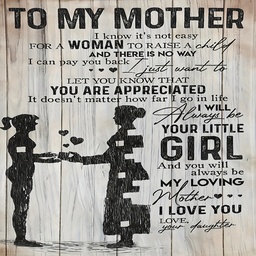 TO MY MOTHER
I know it's not easy
FOR A WOMAN TO RAISE A child
AND THERE IS NO WAY
I can pay you back I just want to
LET YOU KNOW THAT
YOU ARE APPRECIATED
It doesn't matter how far I go in life
I WILL
Always be
YOUR LITTLE
GIRL
And you will
always be
MY LOVING
Mother
I LOVE YOU
LOVE,
your daughter